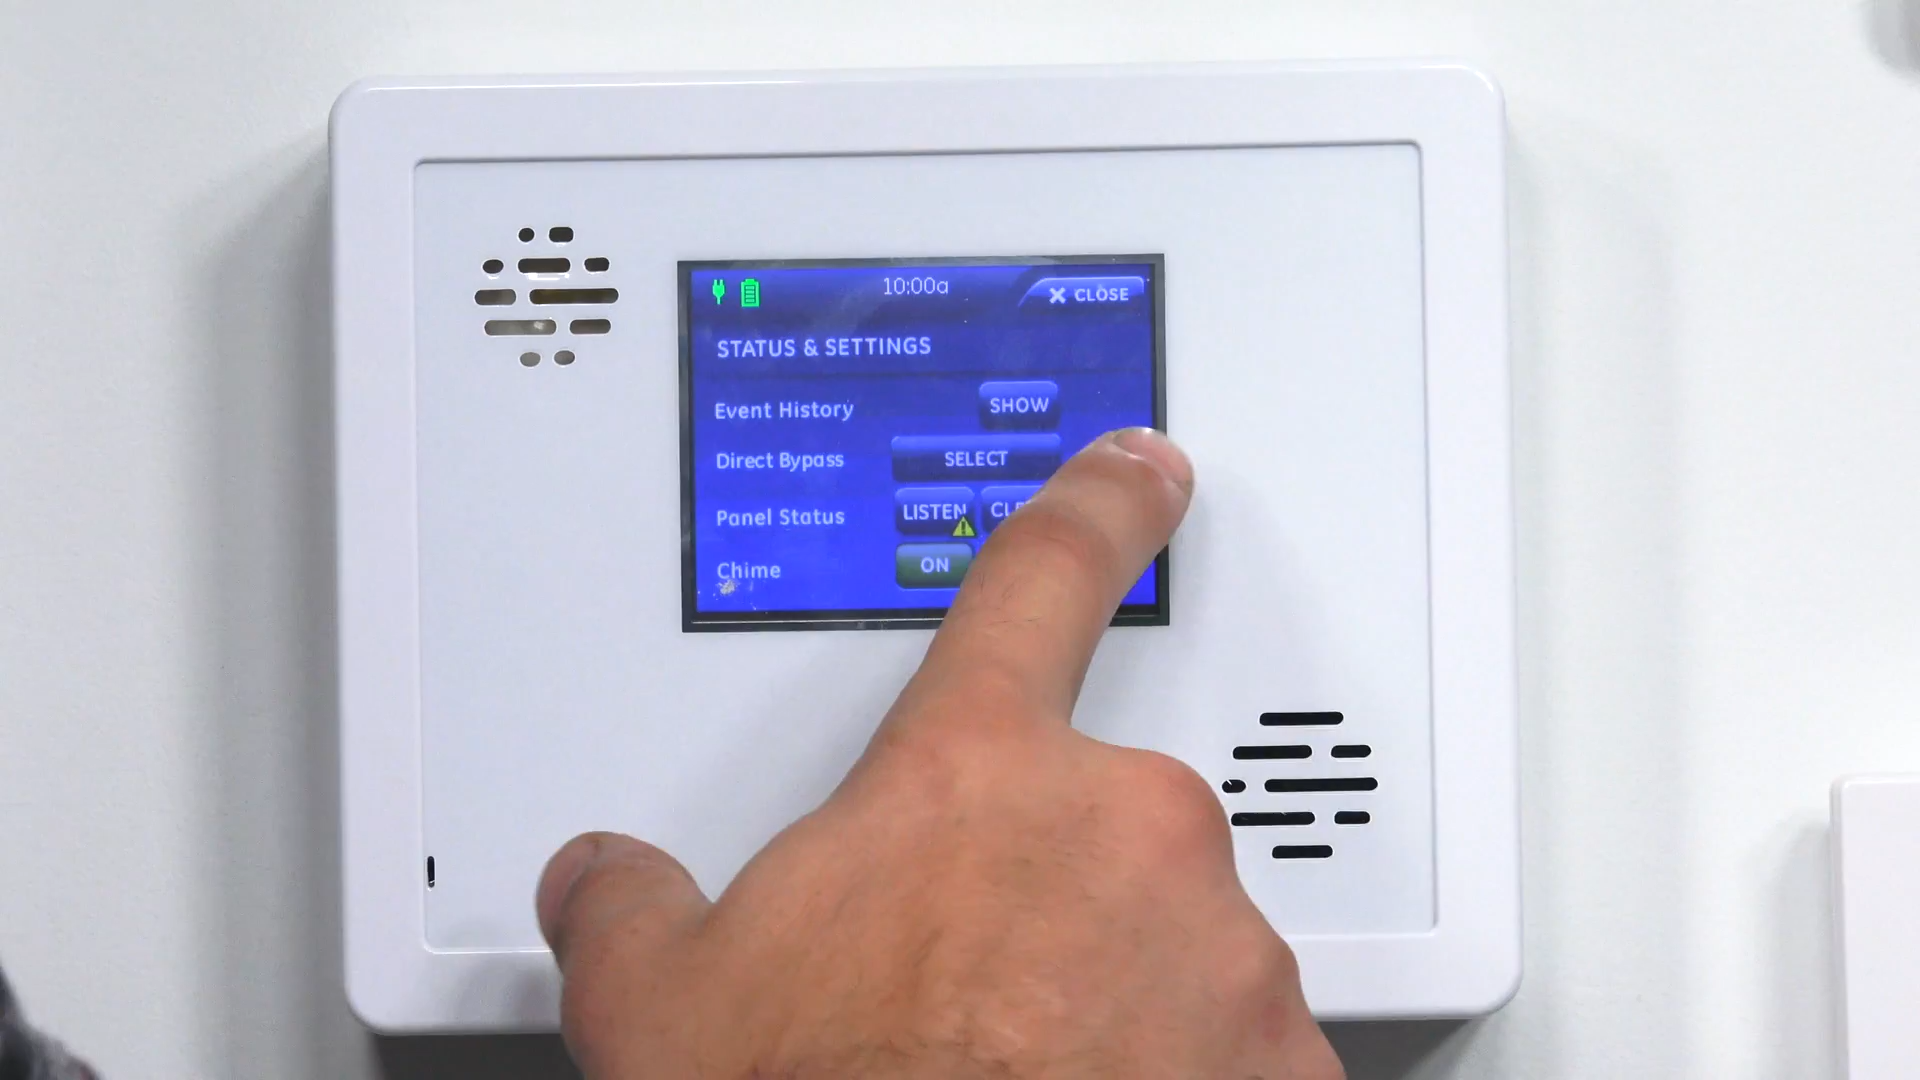 10:00a
CLOSE
STATUS & SETTINGS
Event History SHOW
Direct Bypass SELECT
Panel Status LISTEN
Chime ON